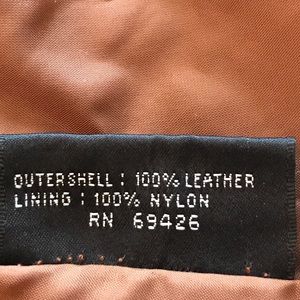 OUTERSHELL : 100% LEATHER
LINING : 100% NYLON
RN 69426